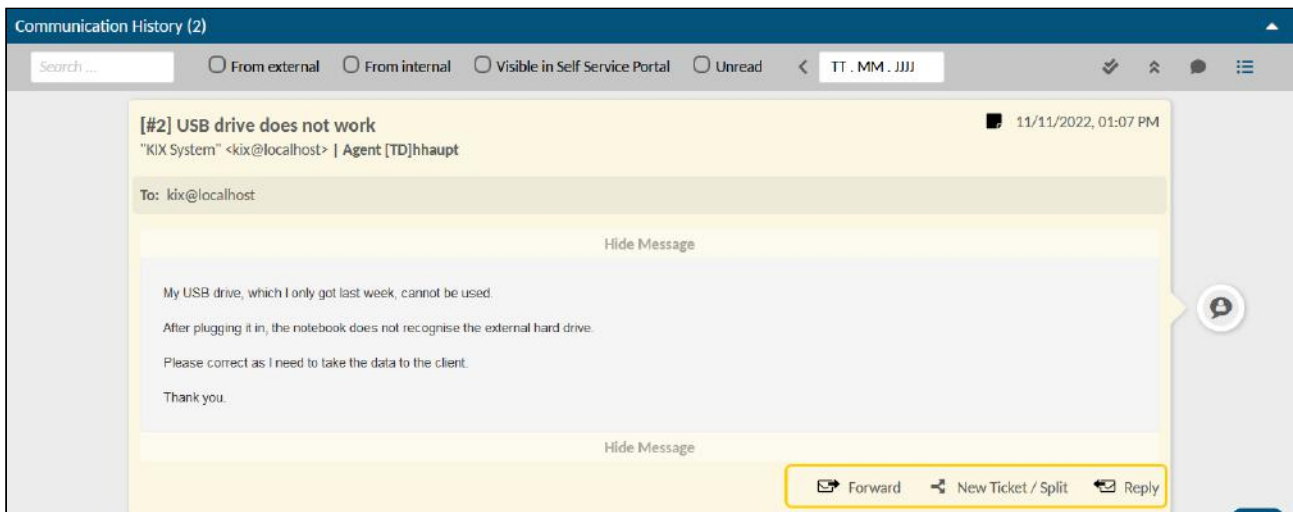 Communication History (2)
Search ...
From external
From internal
Visible in Self Service Portal
Unread
TT . MM . JJJJ
[#2] USB drive does not work
11/11/2022, 01:07 PM
"KIX System" <kix@localhost> | Agent [TD]hhaupt
To: kix@localhost
Hide Message
My USB drive, which I only got last week, cannot be used.
After plugging it in, the notebook does not recognise the external hard drive.
Please correct as I need to take the data to the client.
Thank you.
Hide Message
Forward
New Ticket / Split
Reply